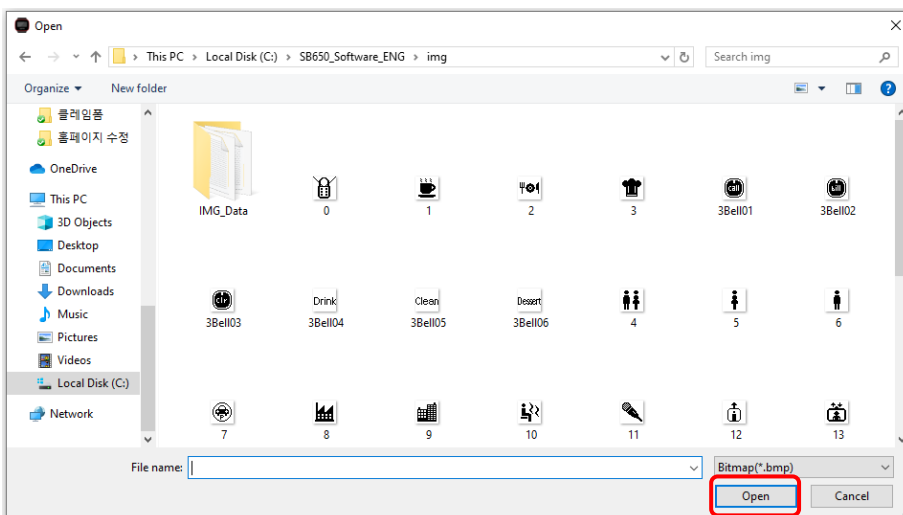 Open
This PC > Local Disk (C:) > SB650_Software_ENG > img
Search img
Organize
New folder
클레임폼
홈페이지 수정
OneDrive
This PC
3D Objects
Desktop
Documents
Downloads
Music
Pictures
Videos
Local Disk (C:)
Network
IMG_Data
0
1
2
3
call
3Bell01
bill
3Bell02
clr
3Bell03
Drink
3Bell04
Clean
3Bell05
Dessert
3Bell06
4
5
6
7
8
9
10
11
12
13
File name:
Bitmap(*.bmp)
Open
Cancel